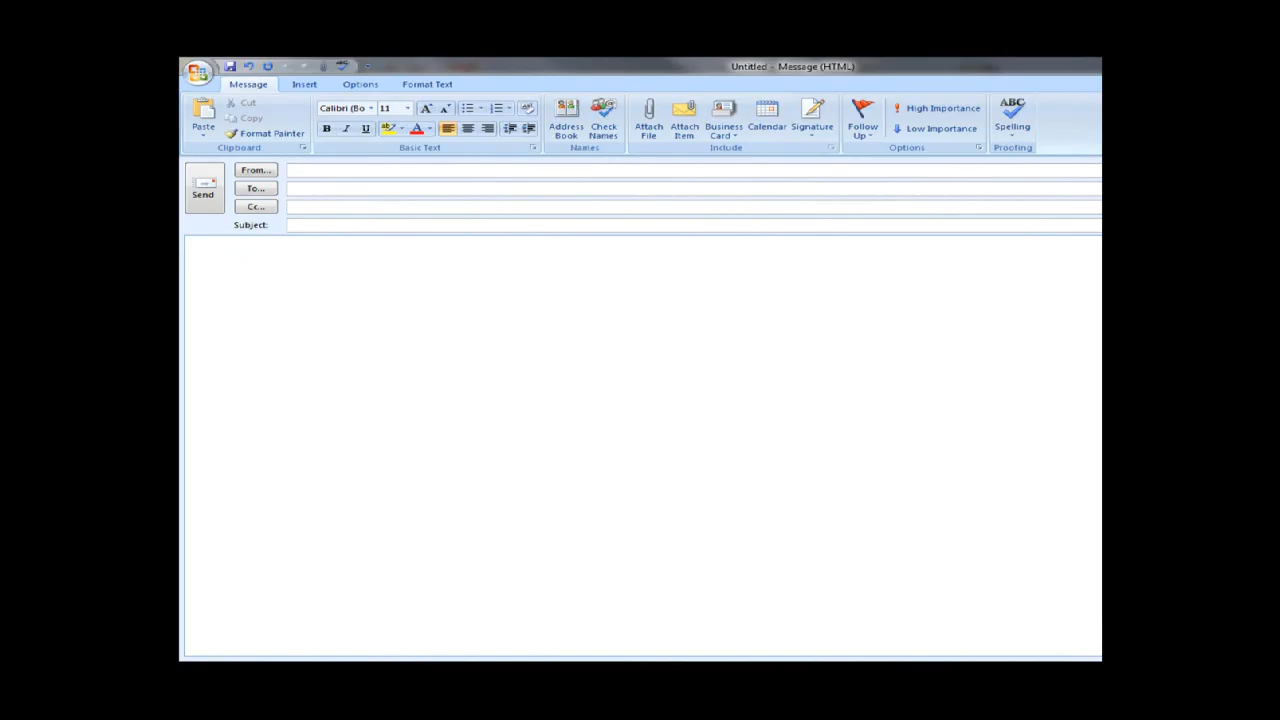 Untitled - Message (HTML)
Message Insert Options Format Text
Paste Cut Copy Format Painter
Clipboard
Calibri (Bo 11
B I U A
Basic Text
Address Book Check Names
Names
Attach File Attach Item Business Card Calendar Signature
Include
Follow Up High Importance Low Importance
Options
ABC Spelling
Proofing
Send
From...
To...
Cc...
Subject: